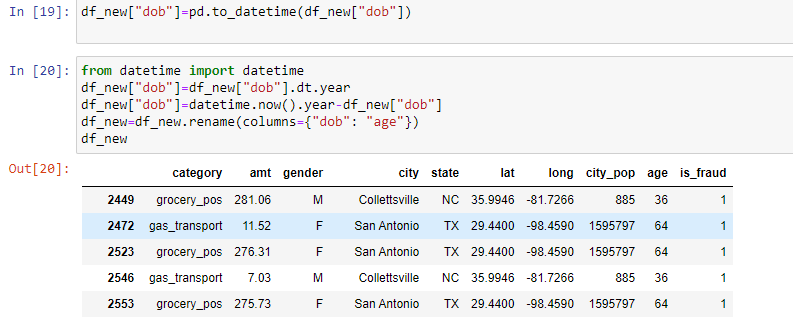 In [19]: df_new["dob"]=pd.to_datetime(df_new["dob"])
In [20]: from datetime import datetime
df_new["dob"]=df_new["dob"].dt.year
df_new["dob"]=datetime.now().year-df_new["dob"]
df_new=df_new.rename(columns={"dob": "age"})
df_new
Out[20]:
category amt gender city state lat long city_pop age is_fraud
2449 grocery_pos 281.06 M Collettsville NC 35.9946 -81.7266 885 36 1
2472 gas_transport 11.52 F San Antonio TX 29.4400 -98.4590 1595797 64 1
2523 grocery_pos 276.31 F San Antonio TX 29.4400 -98.4590 1595797 64 1
2546 gas_transport 7.03 M Collettsville NC 35.9946 -81.7266 885 36 1
2553 grocery_pos 275.73 F San Antonio TX 29.4400 -98.4590 1595797 64 1